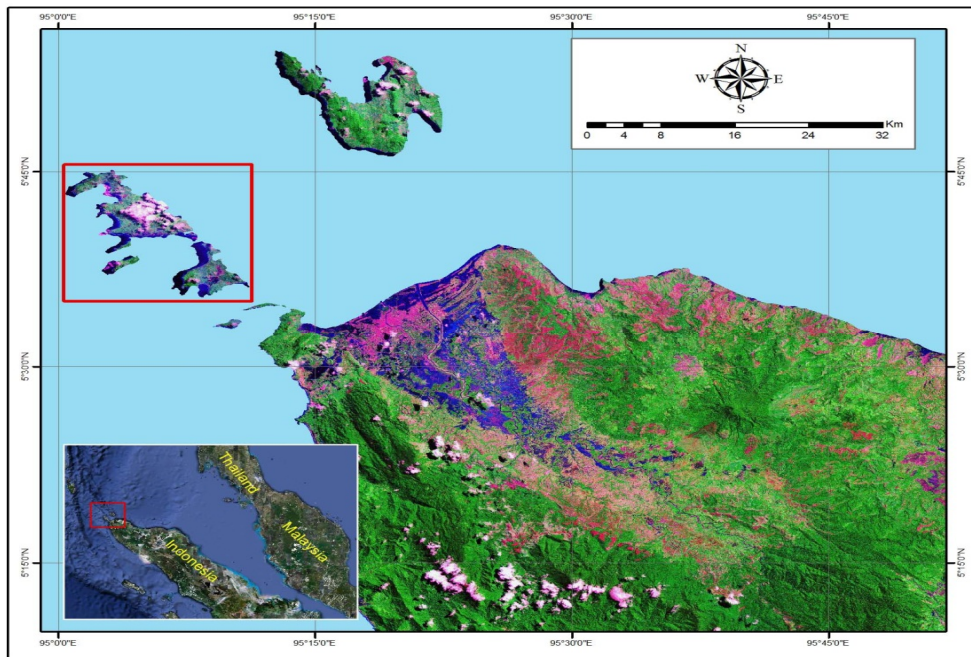 95°0'0"E 95°15'0"E 95°30'0"E 95°45'0"E
N
W E
S
0 2 4 8 16 24 32 Km
5°45'0"N 5°45'0"N
5°30'0"N 5°30'0"N
5°15'0"N 5°15'0"N
Thailand
Malaysia
Indonesia
95°0'0"E 95°15'0"E 95°30'0"E 95°45'0"E